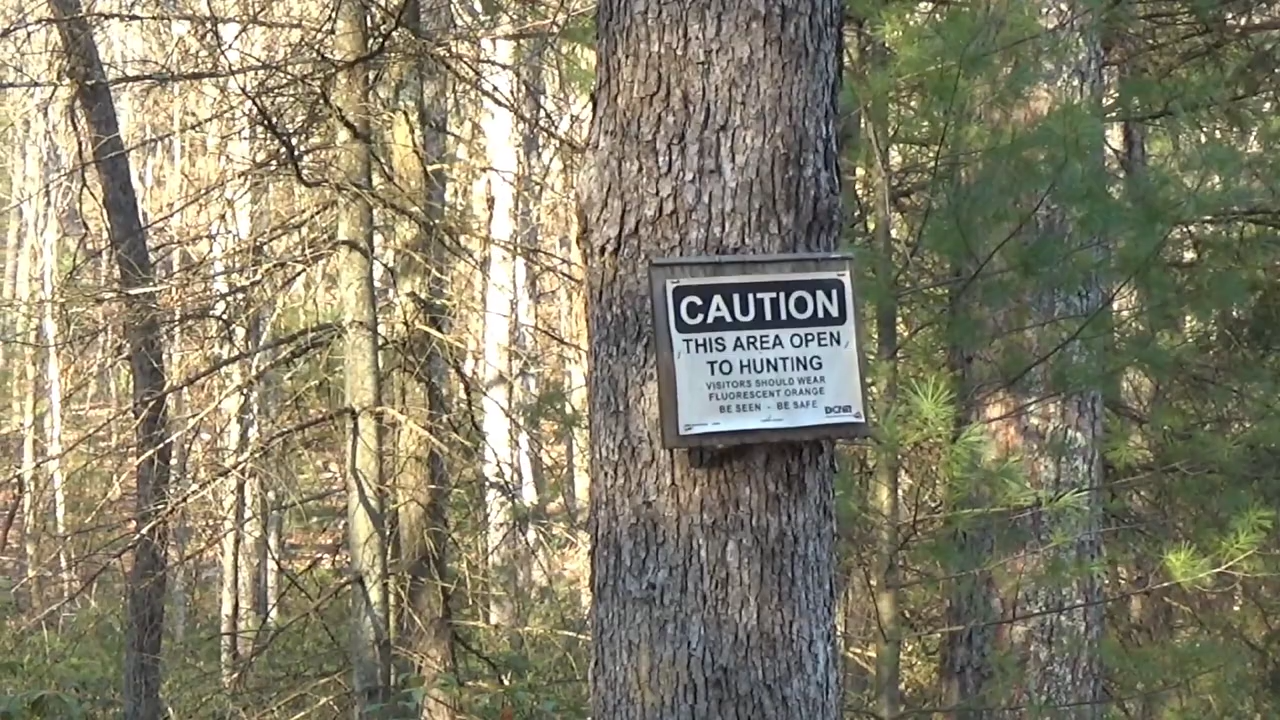 CAUTION
THIS AREA OPEN
TO HUNTING
VISITORS SHOULD WEAR
FLUORESCENT ORANGE
BE SEEN - BE SAFE
DCNR